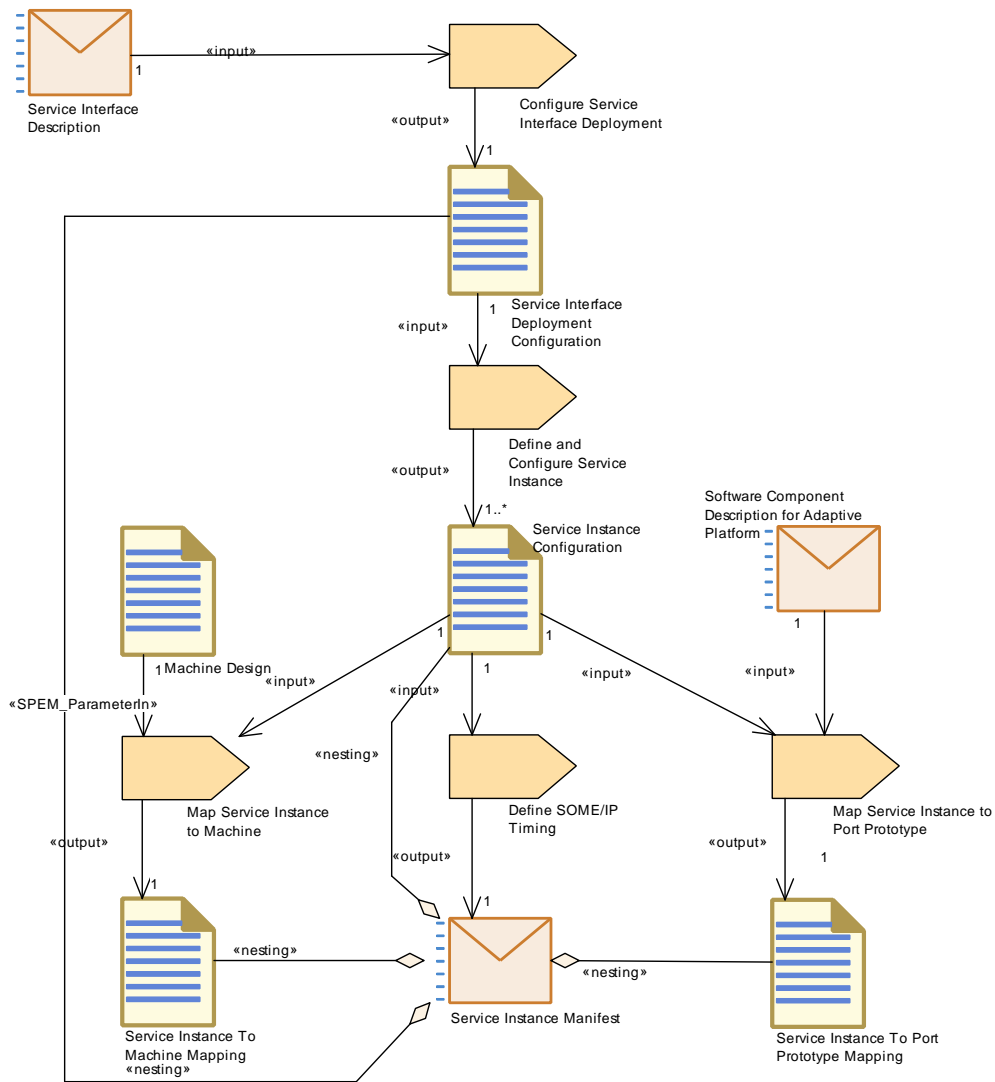 «input»
1
Service Interface
Description
Configure Service
Interface Deployment
«output»
1
1
Service Interface
Deployment
Configuration
«input»
Define and
Configure Service
Instance
«output»
1..*
Service Instance
Configuration
Software Component
Description for Adaptive
Platform
1
1
1
1
1
Machine Design
«input»
«input»
«input»
«input»
«SPEM_ParameterIn»
«nesting»
Map Service Instance
to Machine
Define SOME/IP
Timing
Map Service Instance to
Port Prototype
«output»
«output»
«output»
1
1
1
«nesting»
«nesting»
Service Instance Manifest
Service Instance To
Machine Mapping
«nesting»
Service Instance To Port
Prototype Mapping